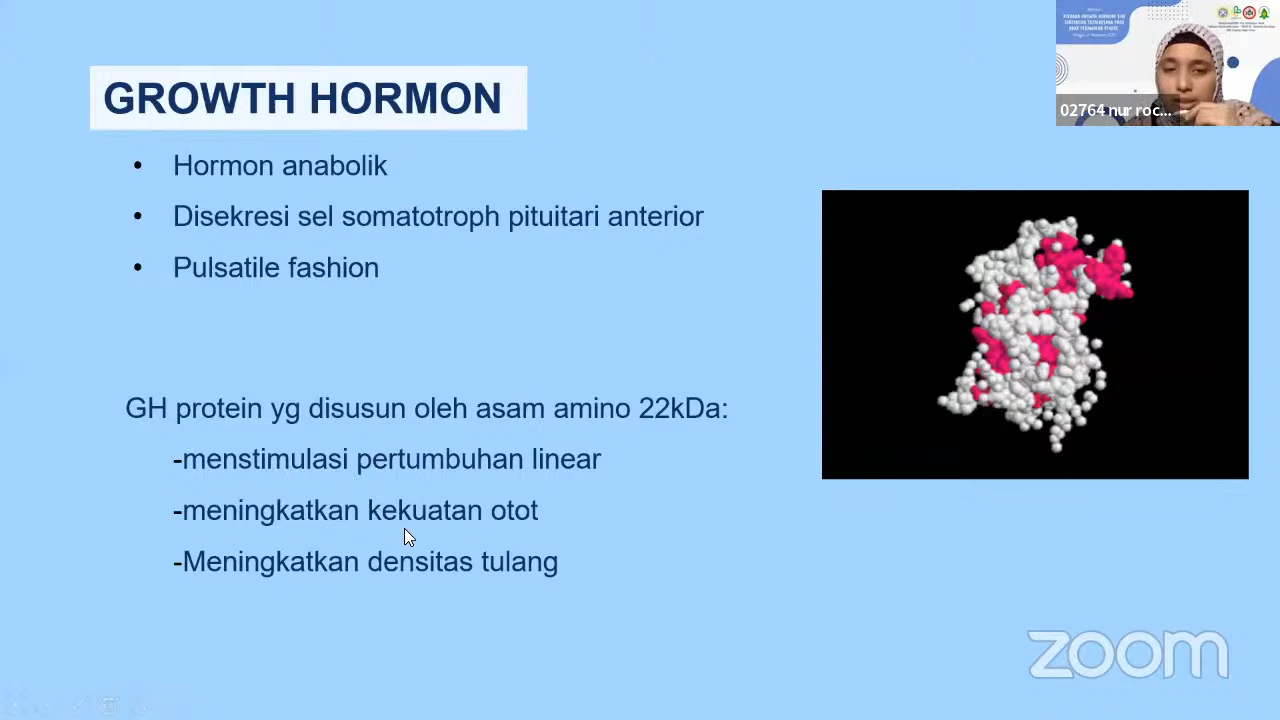 GROWTH HORMON
• Hormon anabolik
• Disekresi sel somatotroph pituitari anterior
• Pulsatile fashion
GH protein yg disusun oleh asam amino 22kDa:
-menstimulasi pertumbuhan linear
-meningkatkan kekuatan otot
-Meningkatkan densitas tulang
02764 nur roc...
zoom